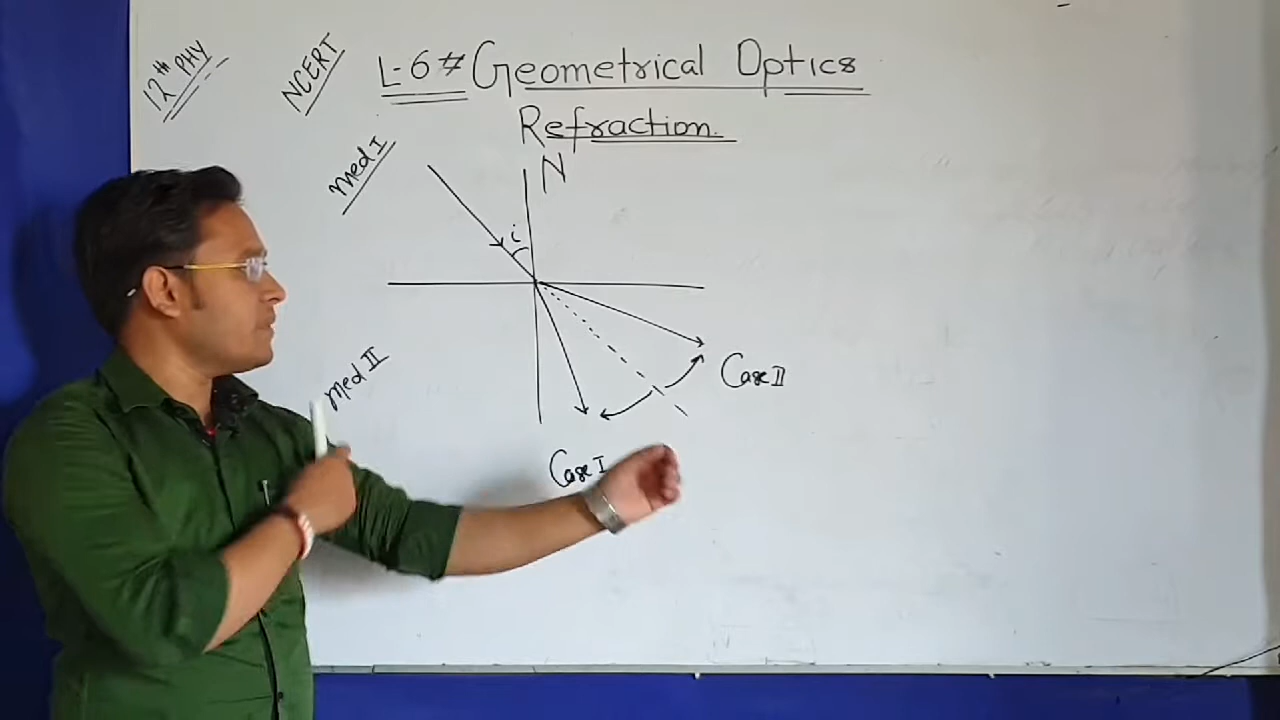 12th PHY
NCERT
L-6 # Geometrical Optics
Refraction.
Med I
N
i
Med II
Case II
Case I